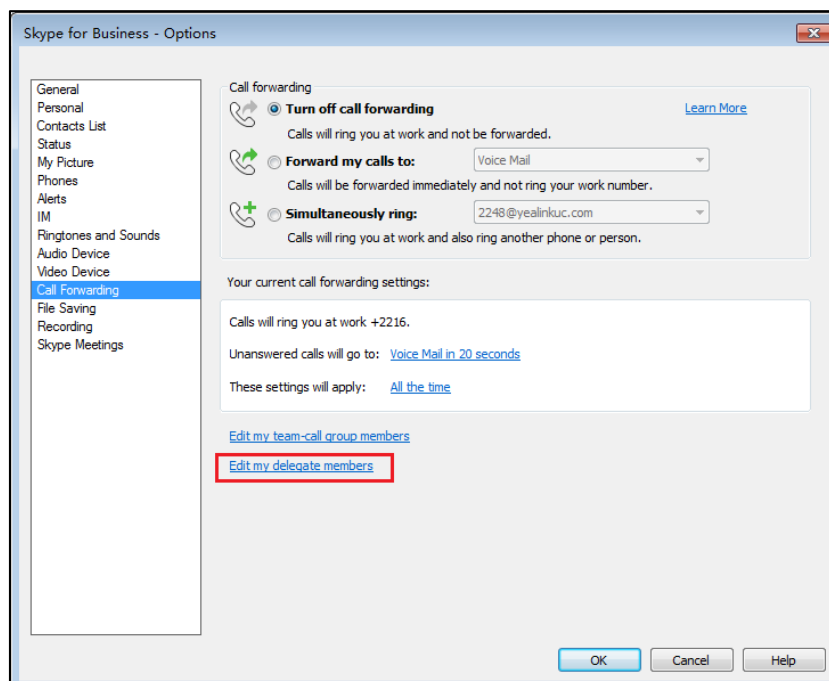 Skype for Business - Options
General
Personal
Contacts List
Status
My Picture
Phones
Alerts
IM
Ringtones and Sounds
Audio Device
Video Device
Call Forwarding
File Saving
Recording
Skype Meetings
Call forwarding
Turn off call forwarding Learn More
Calls will ring you at work and not be forwarded.
Forward my calls to: Voice Mail
Calls will be forwarded immediately and not ring your work number.
Simultaneously ring: 2248@yealinkuc.com
Calls will ring you at work and also ring another phone or person.
Your current call forwarding settings:
Calls will ring you at work +2216.
Unanswered calls will go to: Voice Mail in 20 seconds
These settings will apply: All the time
Edit my team-call group members
Edit my delegate members
OK Cancel Help